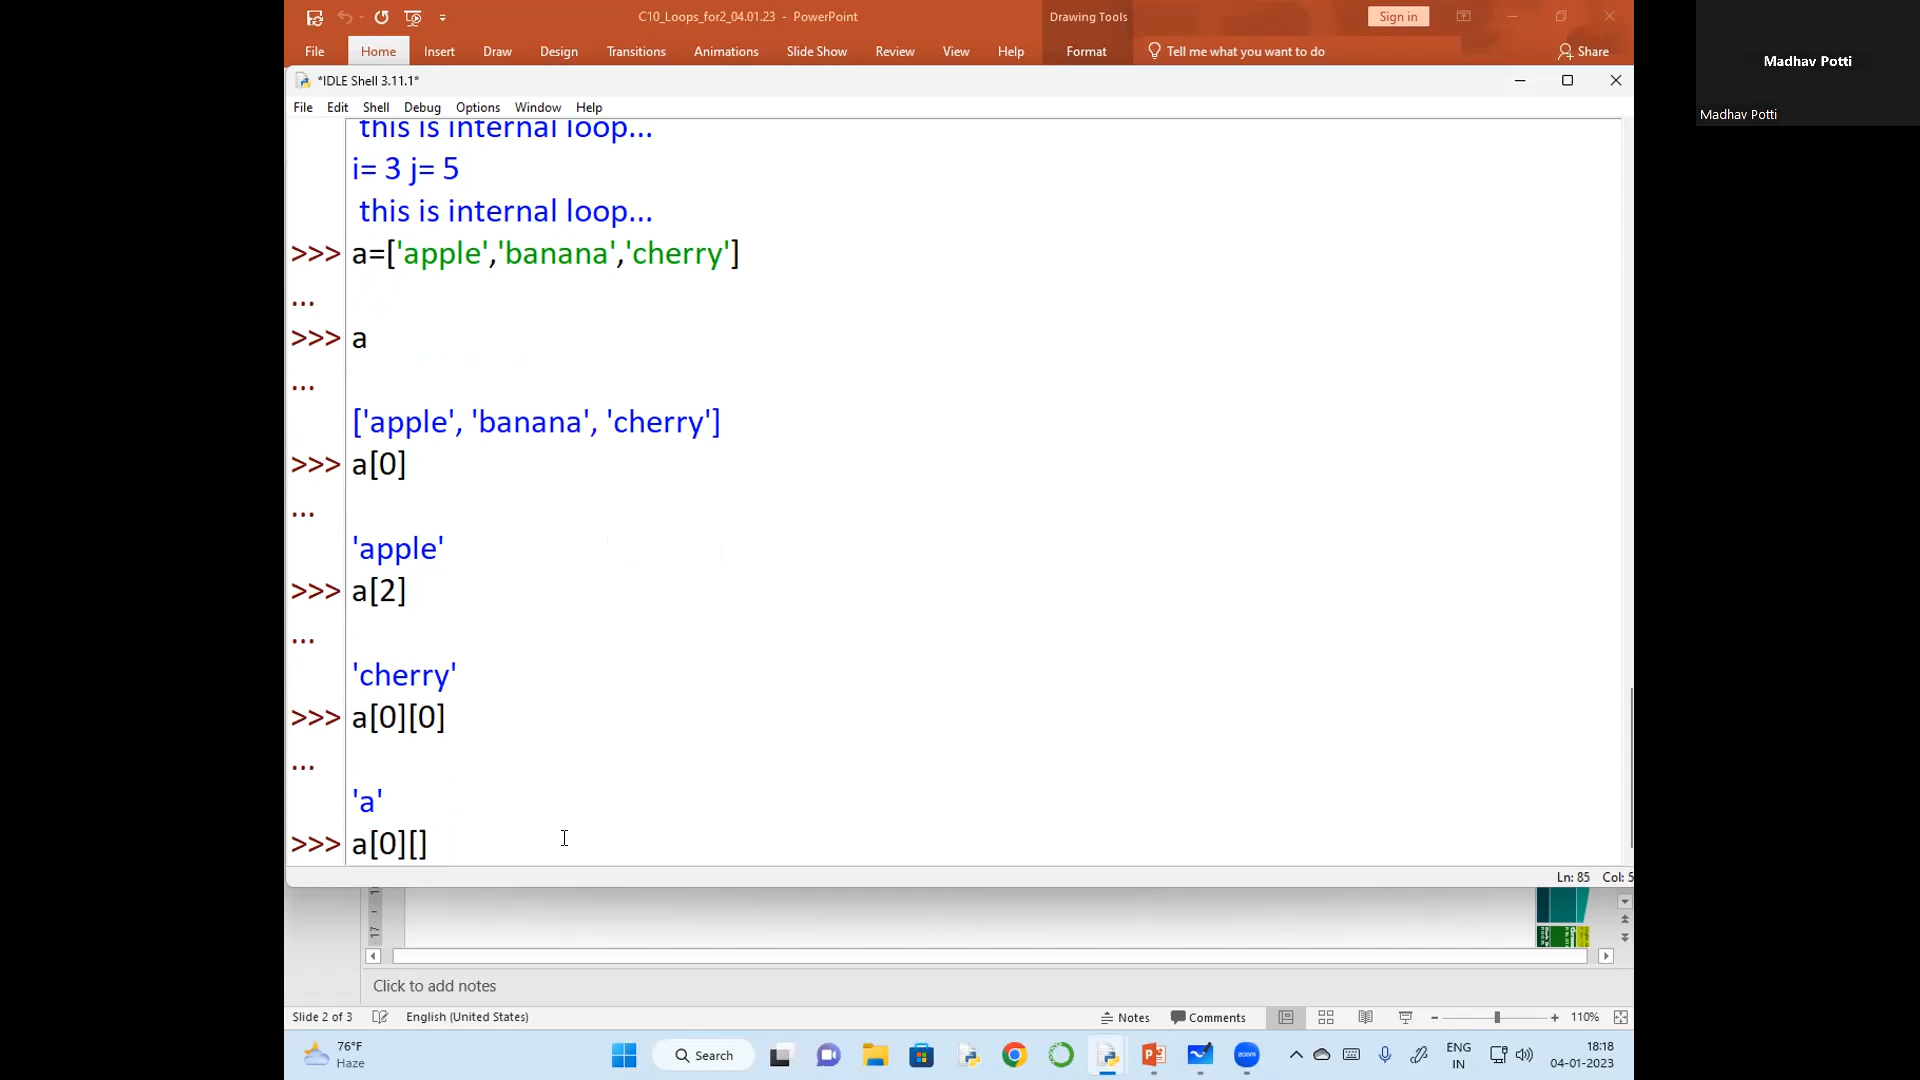 C10_Loops_for2_04.01.23 - PowerPoint
Drawing Tools
Sign in
File Home Insert Draw Design Transitions Animations Slide Show Review View Help Format Tell me what you want to do Share
*IDLE Shell 3.11.1*
File Edit Shell Debug Options Window Help
this is internal loop...
i= 3 j= 5
this is internal loop...
>>> a=['apple','banana','cherry']
...
>>> a
...
['apple', 'banana', 'cherry']
>>> a[0]
...
'apple'
>>> a[2]
...
'cherry'
>>> a[0][0]
...
'a'
>>> a[0][]
Ln: 85 Col: 5
17
Click to add notes
Slide 2 of 3 English (United States) Notes Comments 110%
76°F
Haze
Search
zoom
ENG
IN
18:18
04-01-2023
Madhav Potti
Madhav Potti